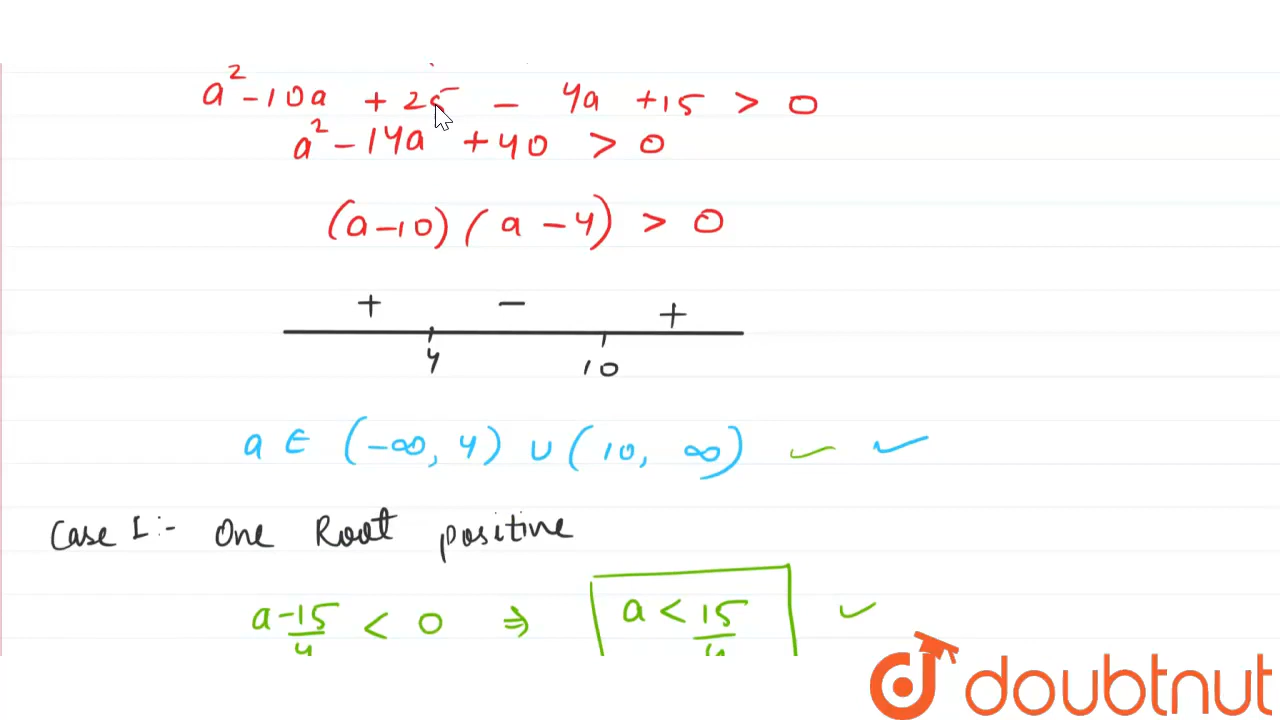 a² - 10a + 25 - 4a + 15 > 0
a² - 14a + 40 > 0
(a - 10) (a - 4) > 0
+ - +
4 10
a ∈ (-∞, 4) ∪ (10, ∞) ✓ ✓
Case I :- One Root positive
a - 15/4 < 0 ⇒ a < 15/4 ✓
doubtnut